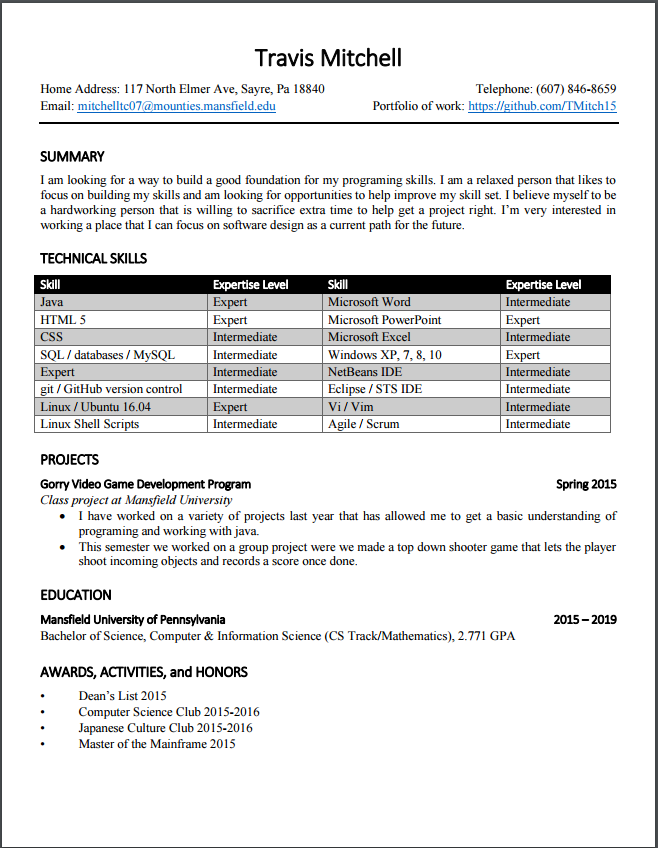 Travis Mitchell
Home Address: 117 North Elmer Ave, Sayre, Pa 18840 Telephone: (607) 846-8659
Email: mitchelltc07@mounties.mansfield.edu Portfolio of work: https://github.com/TMitch15
SUMMARY
I am looking for a way to build a good foundation for my programing skills. I am a relaxed person that likes to
focus on building my skills and am looking for opportunities to help improve my skill set. I believe myself to be
a hardworking person that is willing to sacrifice extra time to help get a project right. I'm very interested in
working a place that I can focus on software design as a current path for the future.
TECHNICAL SKILLS
Skill Expertise Level Skill Expertise Level
Java Expert Microsoft Word Intermediate
HTML 5 Expert Microsoft PowerPoint Expert
CSS Intermediate Microsoft Excel Intermediate
SQL / databases / MySQL Intermediate Windows XP, 7, 8, 10 Expert
Expert Intermediate NetBeans IDE Intermediate
git / GitHub version control Intermediate Eclipse / STS IDE Intermediate
Linux / Ubuntu 16.04 Expert Vi / Vim Intermediate
Linux Shell Scripts Intermediate Agile / Scrum Intermediate
PROJECTS
Gorry Video Game Development Program Spring 2015
Class project at Mansfield University
• I have worked on a variety of projects last year that has allowed me to get a basic understanding of
programing and working with java.
• This semester we worked on a group project were we made a top down shooter game that lets the player
shoot incoming objects and records a score once done.
EDUCATION
Mansfield University of Pennsylvania 2015 – 2019
Bachelor of Science, Computer & Information Science (CS Track/Mathematics), 2.771 GPA
AWARDS, ACTIVITIES, and HONORS
• Dean's List 2015
• Computer Science Club 2015-2016
• Japanese Culture Club 2015-2016
• Master of the Mainframe 2015